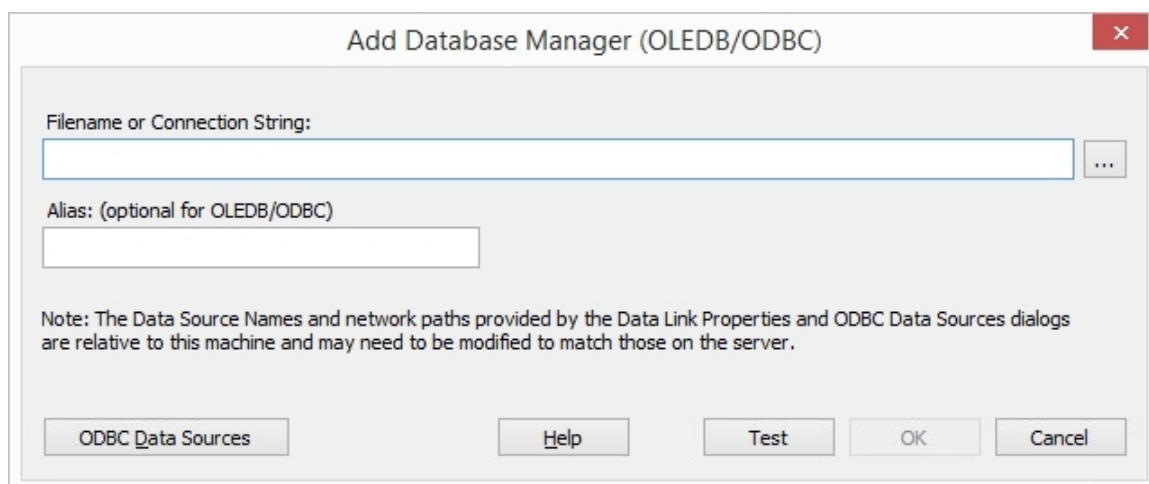 Add Database Manager (OLEDB/ODBC)
Filename or Connection String:
...
Alias: (optional for OLEDB/ODBC)
Note: The Data Source Names and network paths provided by the Data Link Properties and ODBC Data Sources dialogs
are relative to this machine and may need to be modified to match those on the server.
ODBC Data Sources Help Test OK Cancel